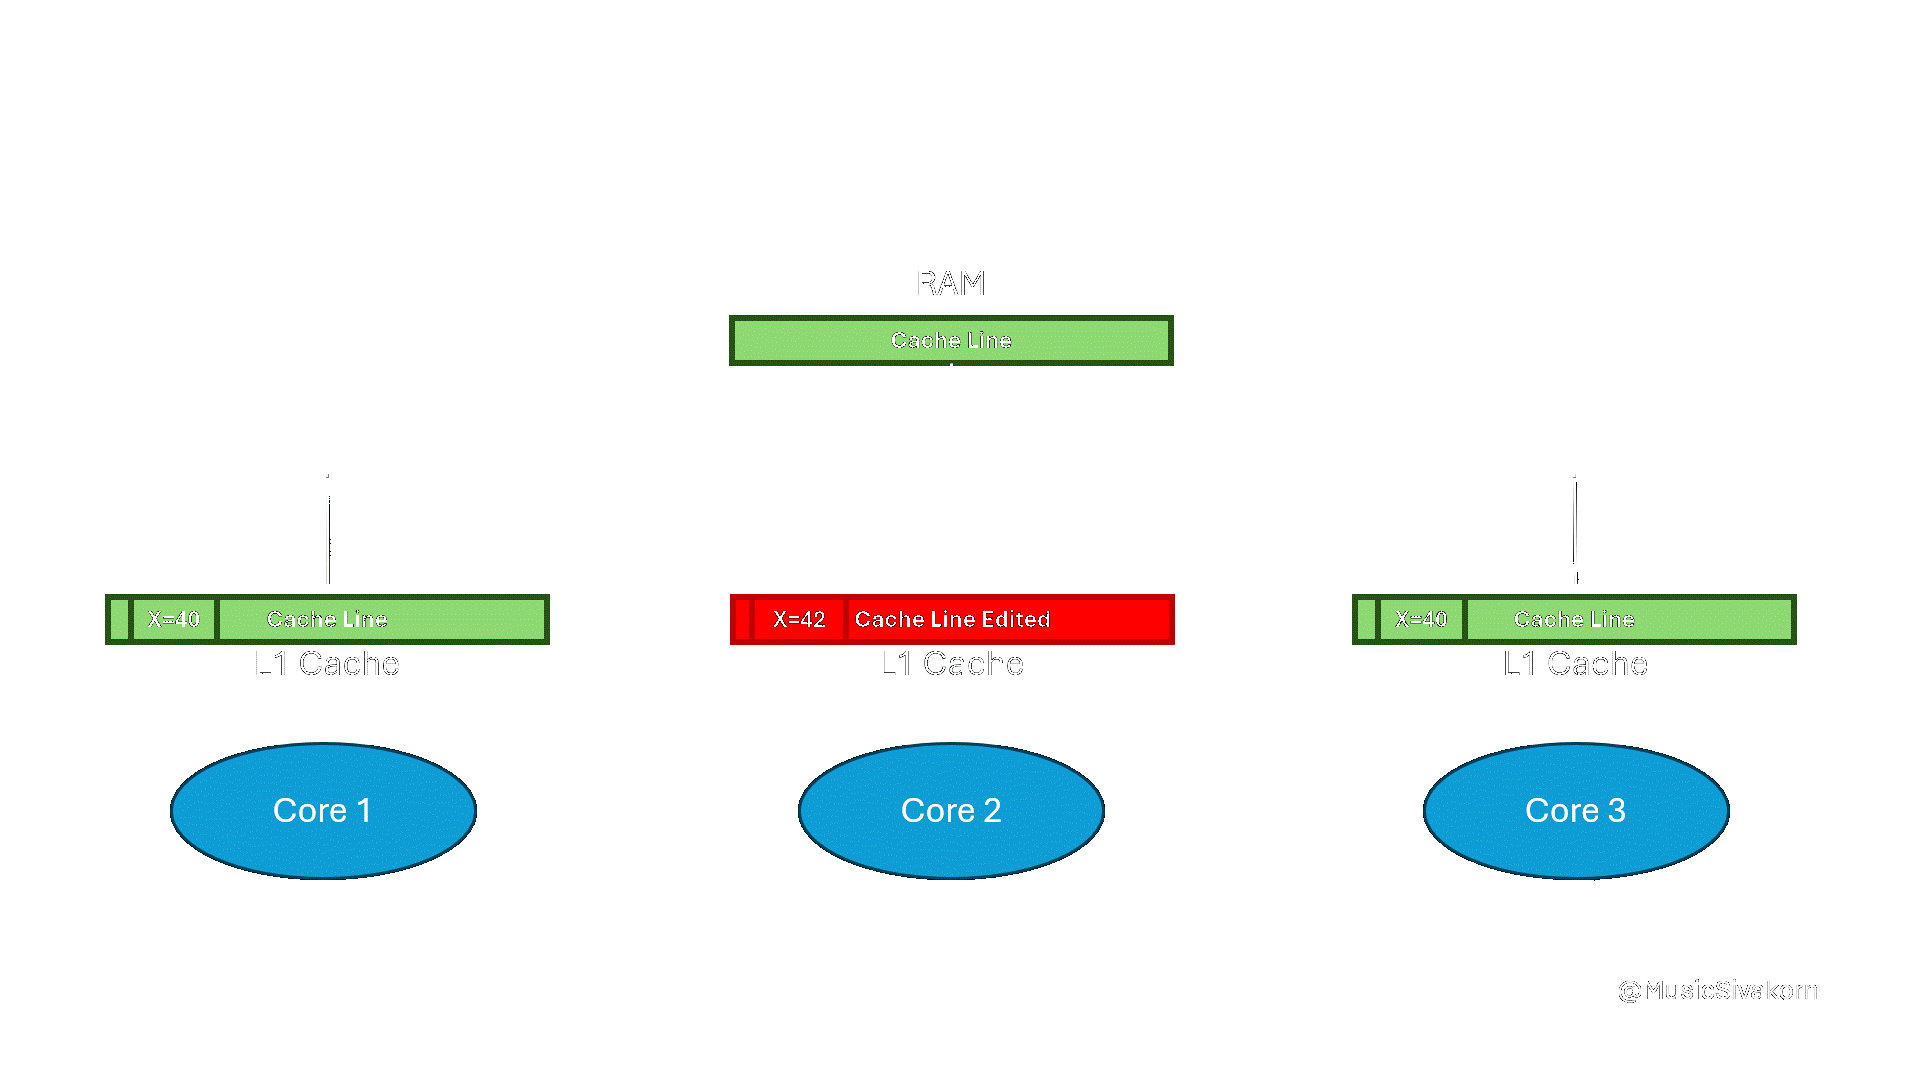 RAM
Cache Line
X=40 Cache Line
X=42 Cache Line Edited
X=40 Cache Line
L1 Cache
L1 Cache
L1 Cache
Core 1
Core 2
Core 3
@MusicSivakorn